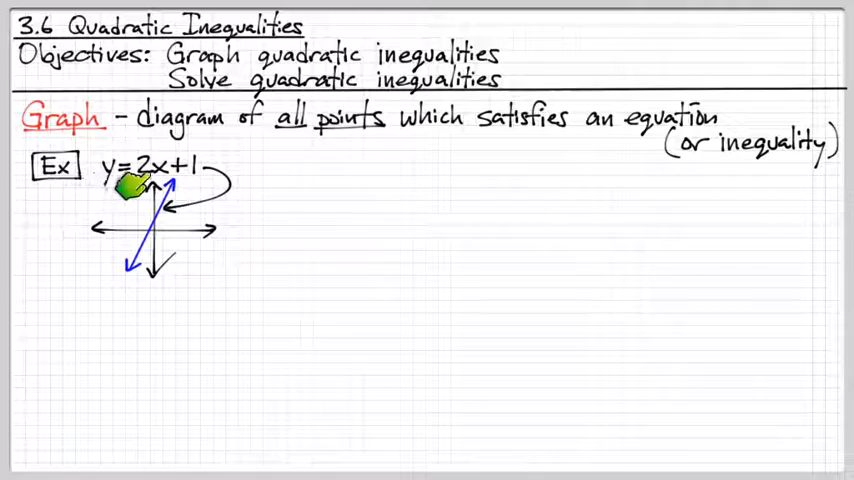 3.6 Quadratic Inequalities
Objectives: Graph quadratic inequalities
Solve quadratic inequalities
Graph - diagram of all points which satisfies an equation
(or inequality)
Ex y=2x+1